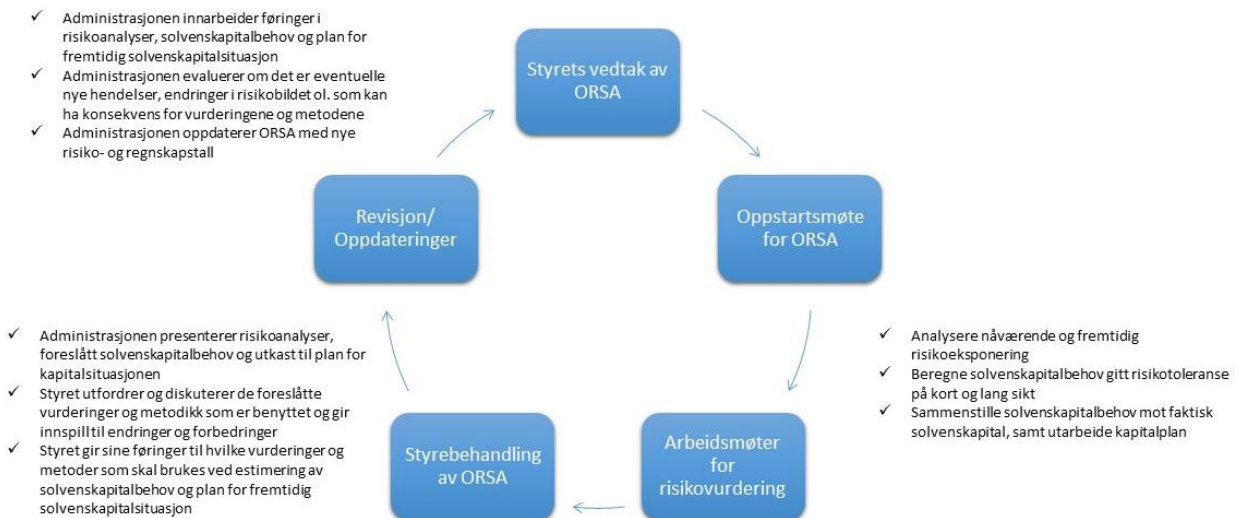 ✓ Administrasjonen innarbeider føringer i
risikoanalyser, solvenskapitalbehov og plan for
fremtidig solvenskapitalsituasjon
✓ Administrasjonen evaluerer om det er eventuelle
nye hendelser, endringer i risikobildet ol. som kan
ha konsekvens for vurderingene og metodene
✓ Administrasjonen oppdaterer ORSA med nye
risiko- og regnskapstall
Styrets vedtak av
ORSA
Revisjon/
Oppdateringer
Oppstartsmøte
for ORSA
✓ Administrasjonen presenterer risikoanalyser,
foreslått solvenskapitalbehov og utkast til plan for
kapitalsituasjonen
✓ Styret utfordrer og diskuterer de foreslåtte
vurderinger og metodikk som er benyttet og gir
innspill til endringer og forbedringer
✓ Styret gir sine føringer til hvilke vurderinger og
metoder som skal brukes ved estimering av
solvenskapitalbehov og plan for fremtidig
solvenskapitalsituasjon
Styrebehandling
av ORSA
Arbeidsmøter
for
risikovurdering
✓ Analysere nåværende og fremtidig
risikoeksponering
✓ Beregne solvenskapitalbehov gitt risikotoleranse
på kort og lang sikt
✓ Sammenstille solvenskapitalbehov mot faktisk
solvenskapital, samt utarbeide kapitalplan